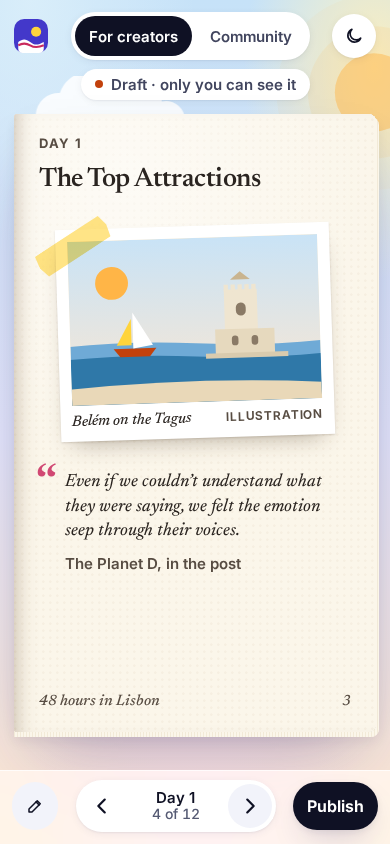 For creators
Community
Draft · only you can see it
DAY 1
The Top Attractions
Belém on the Tagus
ILLUSTRATION
“ Even if we couldn’t understand what
they were saying, we felt the emotion
seep through their voices.
The Planet D, in the post
48 hours in Lisbon
3
Day 1
4 of 12
Publish